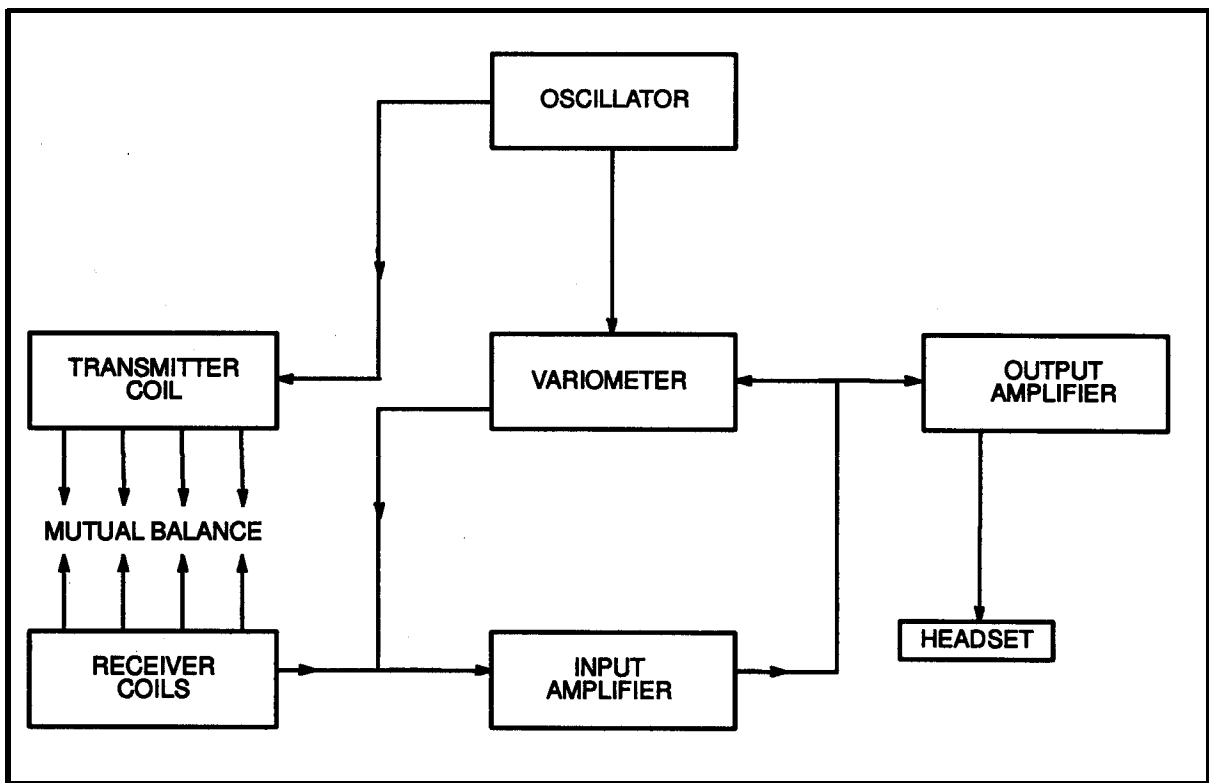 OSCILLATOR
TRANSMITTER
COIL
VARIOMETER
OUTPUT
AMPLIFIER
MUTUAL BALANCE
HEADSET
RECEIVER
COILS
INPUT
AMPLIFIER